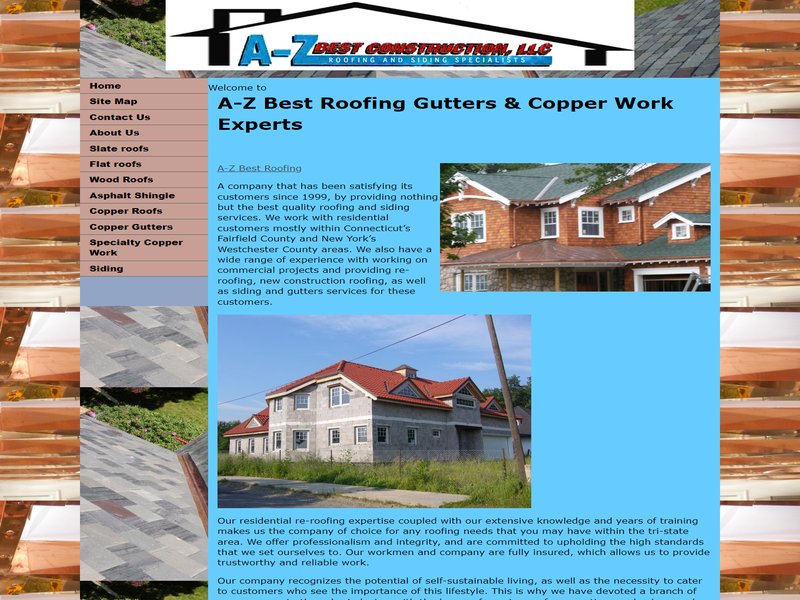 A-Z BEST CONSTRUCTION, LLC
ROOFING AND SIDING SPECIALISTS
Home
Site Map
Contact Us
About Us
Slate roofs
Flat roofs
Wood Roofs
Asphalt Shingle
Copper Roofs
Copper Gutters
Specialty Copper
Work
Siding
Welcome to
A-Z Best Roofing Gutters & Copper Work
Experts
A-Z Best Roofing
A company that has been satisfying its
customers since 1999, by providing nothing
but the best quality roofing and siding
services. We work with residential
customers mostly within Connecticut's
Fairfield County and New York's
Westchester County areas. We also have a
wide range of experience with working on
commercial projects and providing re-
roofing, new construction roofing, as well
as siding and gutters services for these
customers.
Our residential re-roofing expertise coupled with our extensive knowledge and years of training
makes us the company of choice for any roofing needs that you may have within the tri-state
area. We offer professionalism and integrity, and are committed to upholding the high standards
that we set ourselves to. Our workmen and company are fully insured, which allows us to provide
trustworthy and reliable work.
Our company recognizes the potential of self-sustainable living, as well as the necessity to cater
to customers who see the importance of this lifestyle. This is why we have devoted a branch of